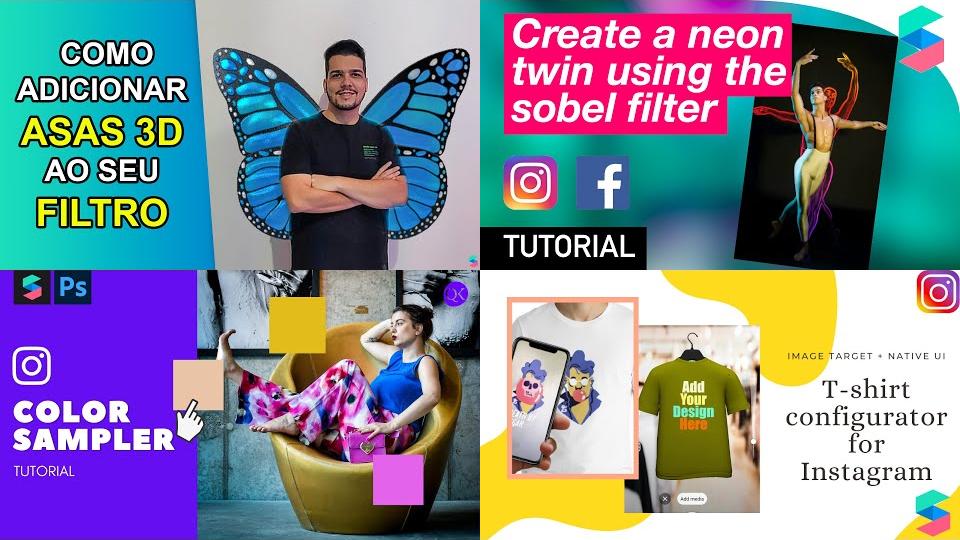 COMO
ADICIONAR
ASAS 3D
AO SEU
FILTRO
Create a neon
twin using the
sobel filter
TUTORIAL
Ps
QK
COLOR
SAMPLER
TUTORIAL
Add
Your
Design
Here
Add media
IMAGE TARGET + NATIVE UI
T-shirt
configurator
for
Instagram